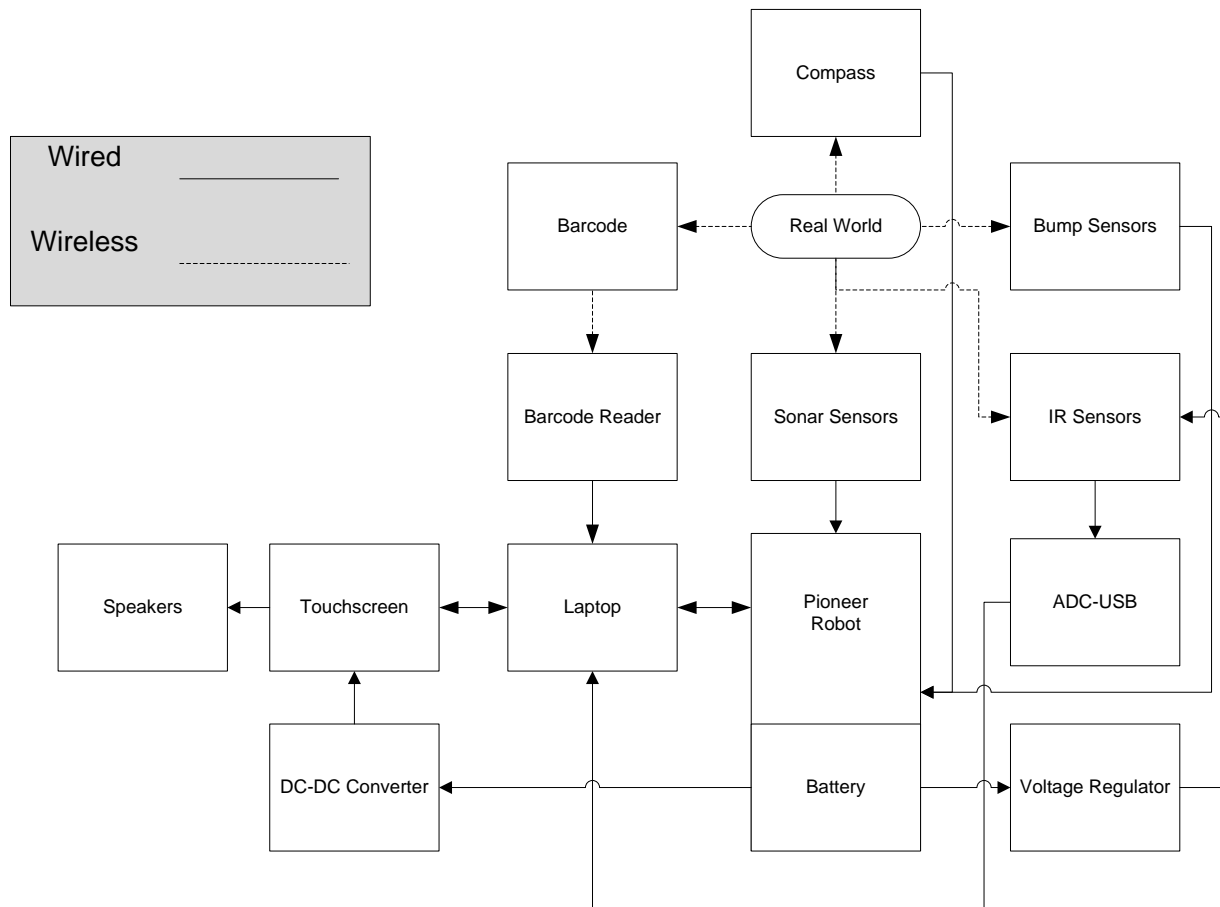 Compass
Wired
Wireless
Barcode
Real World
Bump Sensors
Barcode Reader
Sonar Sensors
IR Sensors
Speakers
Touchscreen
Laptop
Pioneer
Robot
ADC-USB
DC-DC Converter
Battery
Voltage Regulator